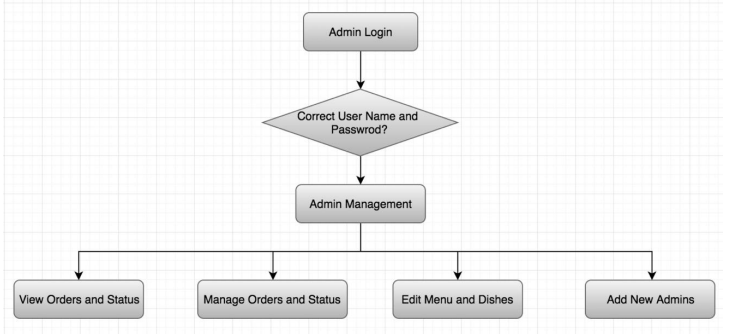 Admin Login
Correct User Name and
Passwrod?
Admin Management
View Orders and Status
Manage Orders and Status
Edit Menu and Dishes
Add New Admins